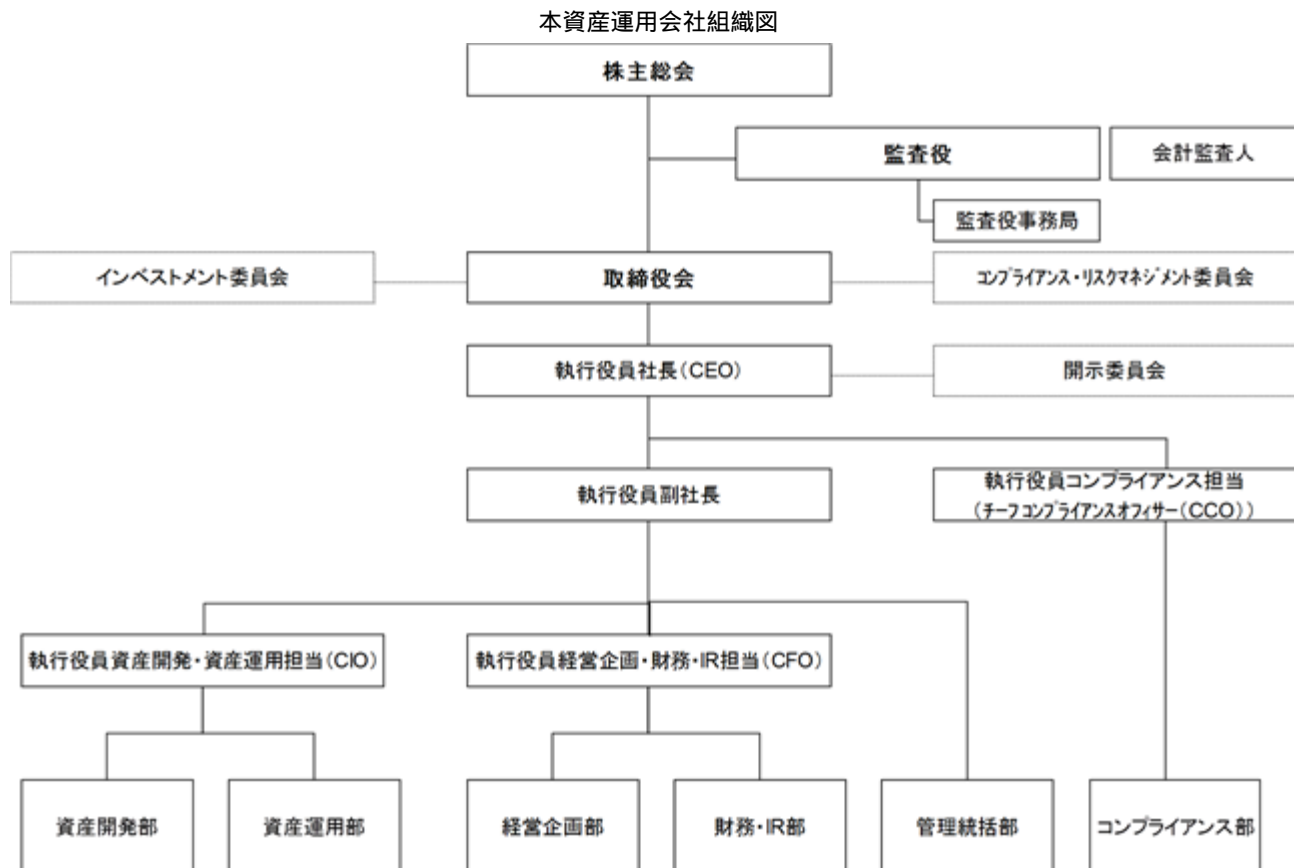 本資産運用会社組織図
株主総会
監査役
会計監査人
監査役事務局
インベストメント委員会
取締役会
コンプライアンス・リスクマネジメント委員会
執行役員社長(CEO)
開示委員会
執行役員副社長
執行役員コンプライアンス担当
(チーフコンプライアンスオフィサー(CCO))
執行役員資産開発・資産運用担当(CIO)
執行役員経営企画・財務・IR担当(CFO)
資産開発部
資産運用部
経営企画部
財務・IR部
管理統括部
コンプライアンス部